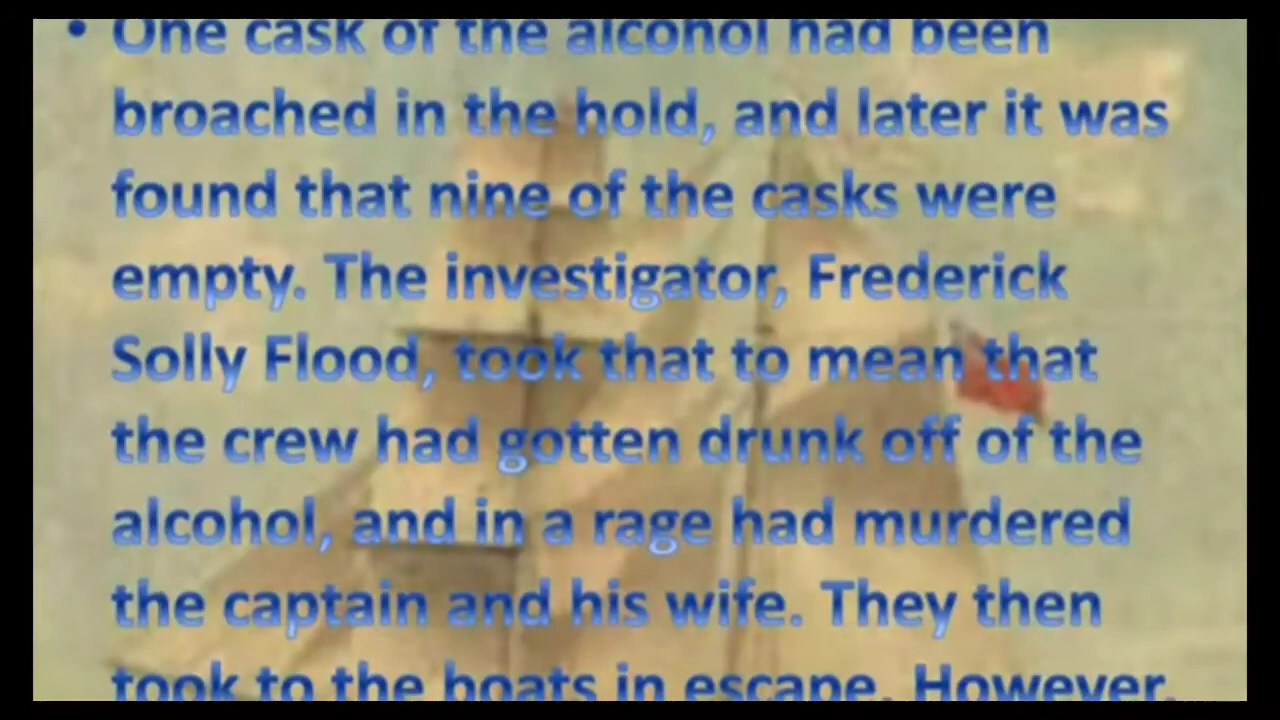 • One cask of the alcohol had been
broached in the hold, and later it was
found that nine of the casks were
empty. The investigator, Frederick
Solly Flood, took that to mean that
the crew had gotten drunk off of the
alcohol, and in a rage had murdered
the captain and his wife. They then
took to the boats in escape. However,